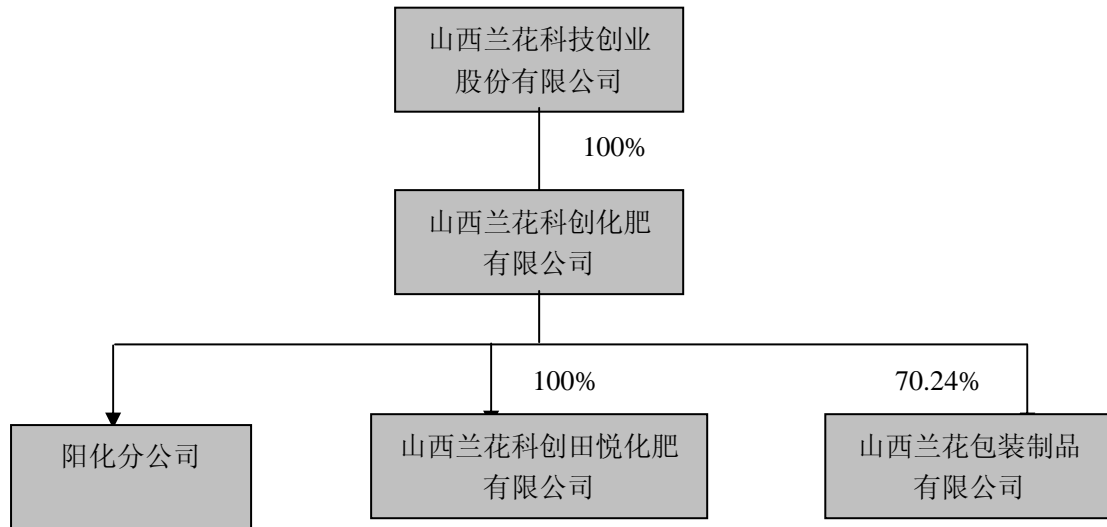 山西兰花科技创业
股份有限公司
100%
山西兰花科创化肥
有限公司
100%
70.24%
阳化分公司
山西兰花科创田悦化肥
有限公司
山西兰花包装制品
有限公司